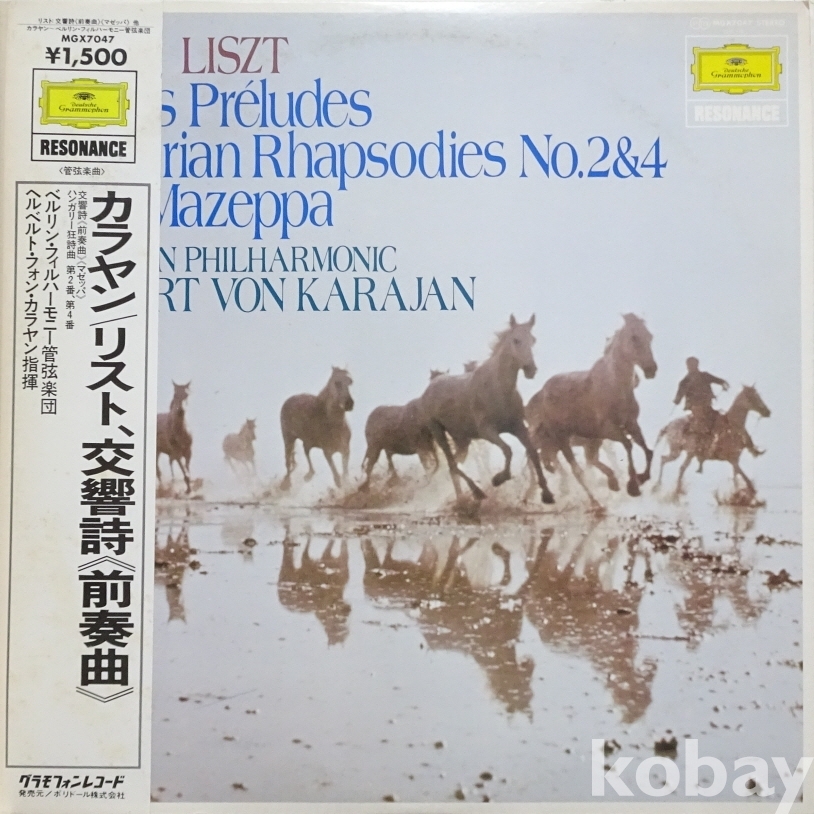 リスト 交響詩《前奏曲》《マゼッパ》 他
カラヤン―ベルリン・フィルハーモニー管弦楽団
MGX7047
¥1,500
Deutsche
Grammophon
RESONANCE
〈管弦楽曲〉
カラヤン/リスト、交響詩《前奏曲》
交響詩《前奏曲》《マゼッパ》
ハンガリー狂詩曲 第2番、第4番
ベルリン・フィルハーモニー管弦楽団
ヘルベルト・フォン・カラヤン指揮
グラモフォンレコード
発売元/ポリドール株式会社
LISZT
s Préludes
rian Rhapsodies No.2&4
Mazeppa
N PHILHARMONIC
RT VON KARAJAN
MGX7047 STEREO
Deutsche
Grammophon
RESONANCE
kobay